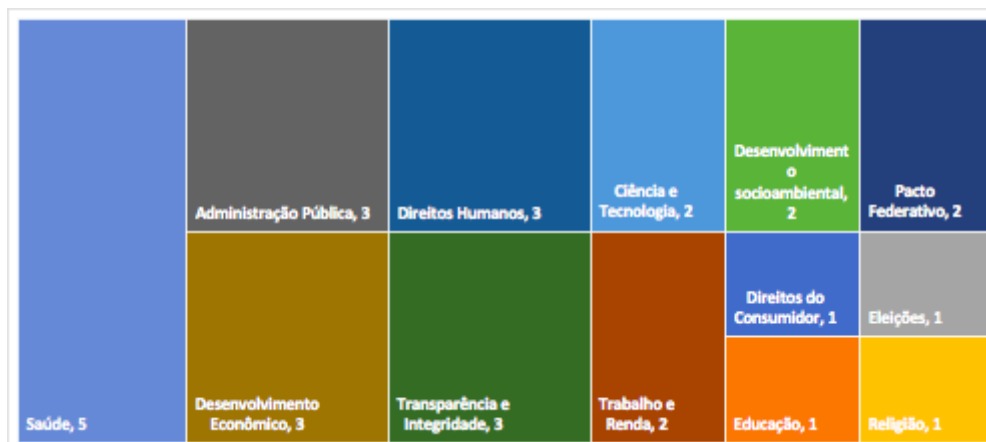 Saúde, 5
Administração Pública, 3
Desenvolvimento
Econômico, 3
Direitos Humanos, 3
Transparência e
Integridade, 3
Ciência e
Tecnologia, 2
Trabalho e
Renda, 2
Desenvolviment
o
socioambiental,
2
Pacto
Federativo, 2
Direitos do
Consumidor, 1
Eleições, 1
Educação, 1
Religião, 1